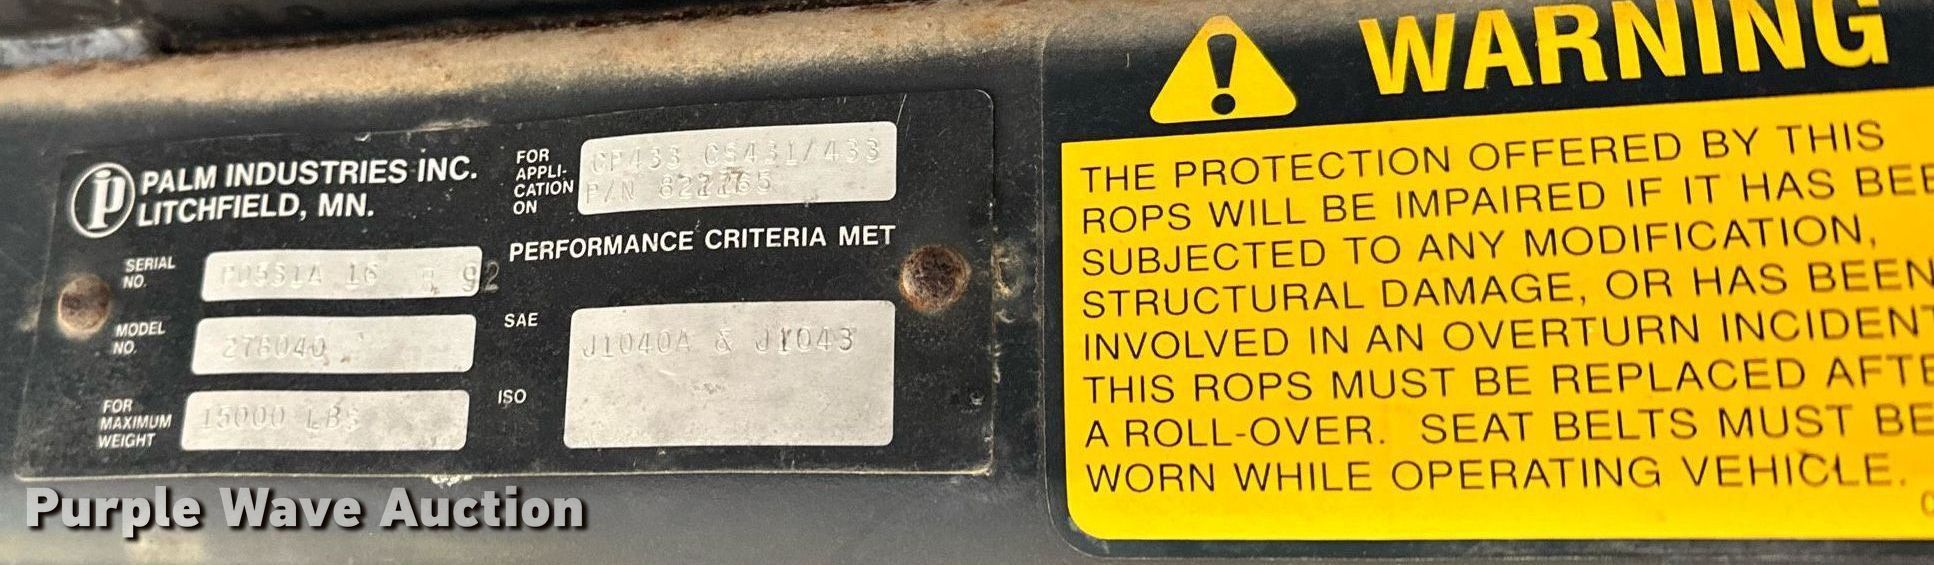 PALM INDUSTRIES INC.
LITCHFIELD, MN.
SERIAL
NO.
16 92
MODEL
NO.
278040
FOR
MAXIMUM
WEIGHT
15000 LBS
FOR
APPLI-
CATION
ON
CP433 CS431/433
P/N
PERFORMANCE CRITERIA MET
SAE
J1040A & J1043
ISO
WARNING
THE PROTECTION OFFERED BY THIS
ROPS WILL BE IMPAIRED IF IT HAS BEE
SUBJECTED TO ANY MODIFICATION,
STRUCTURAL DAMAGE, OR HAS BEEN
INVOLVED IN AN OVERTURN INCIDENT
THIS ROPS MUST BE REPLACED AFTE
A ROLL-OVER. SEAT BELTS MUST BE
WORN WHILE OPERATING VEHICLE.
Purple Wave Auction